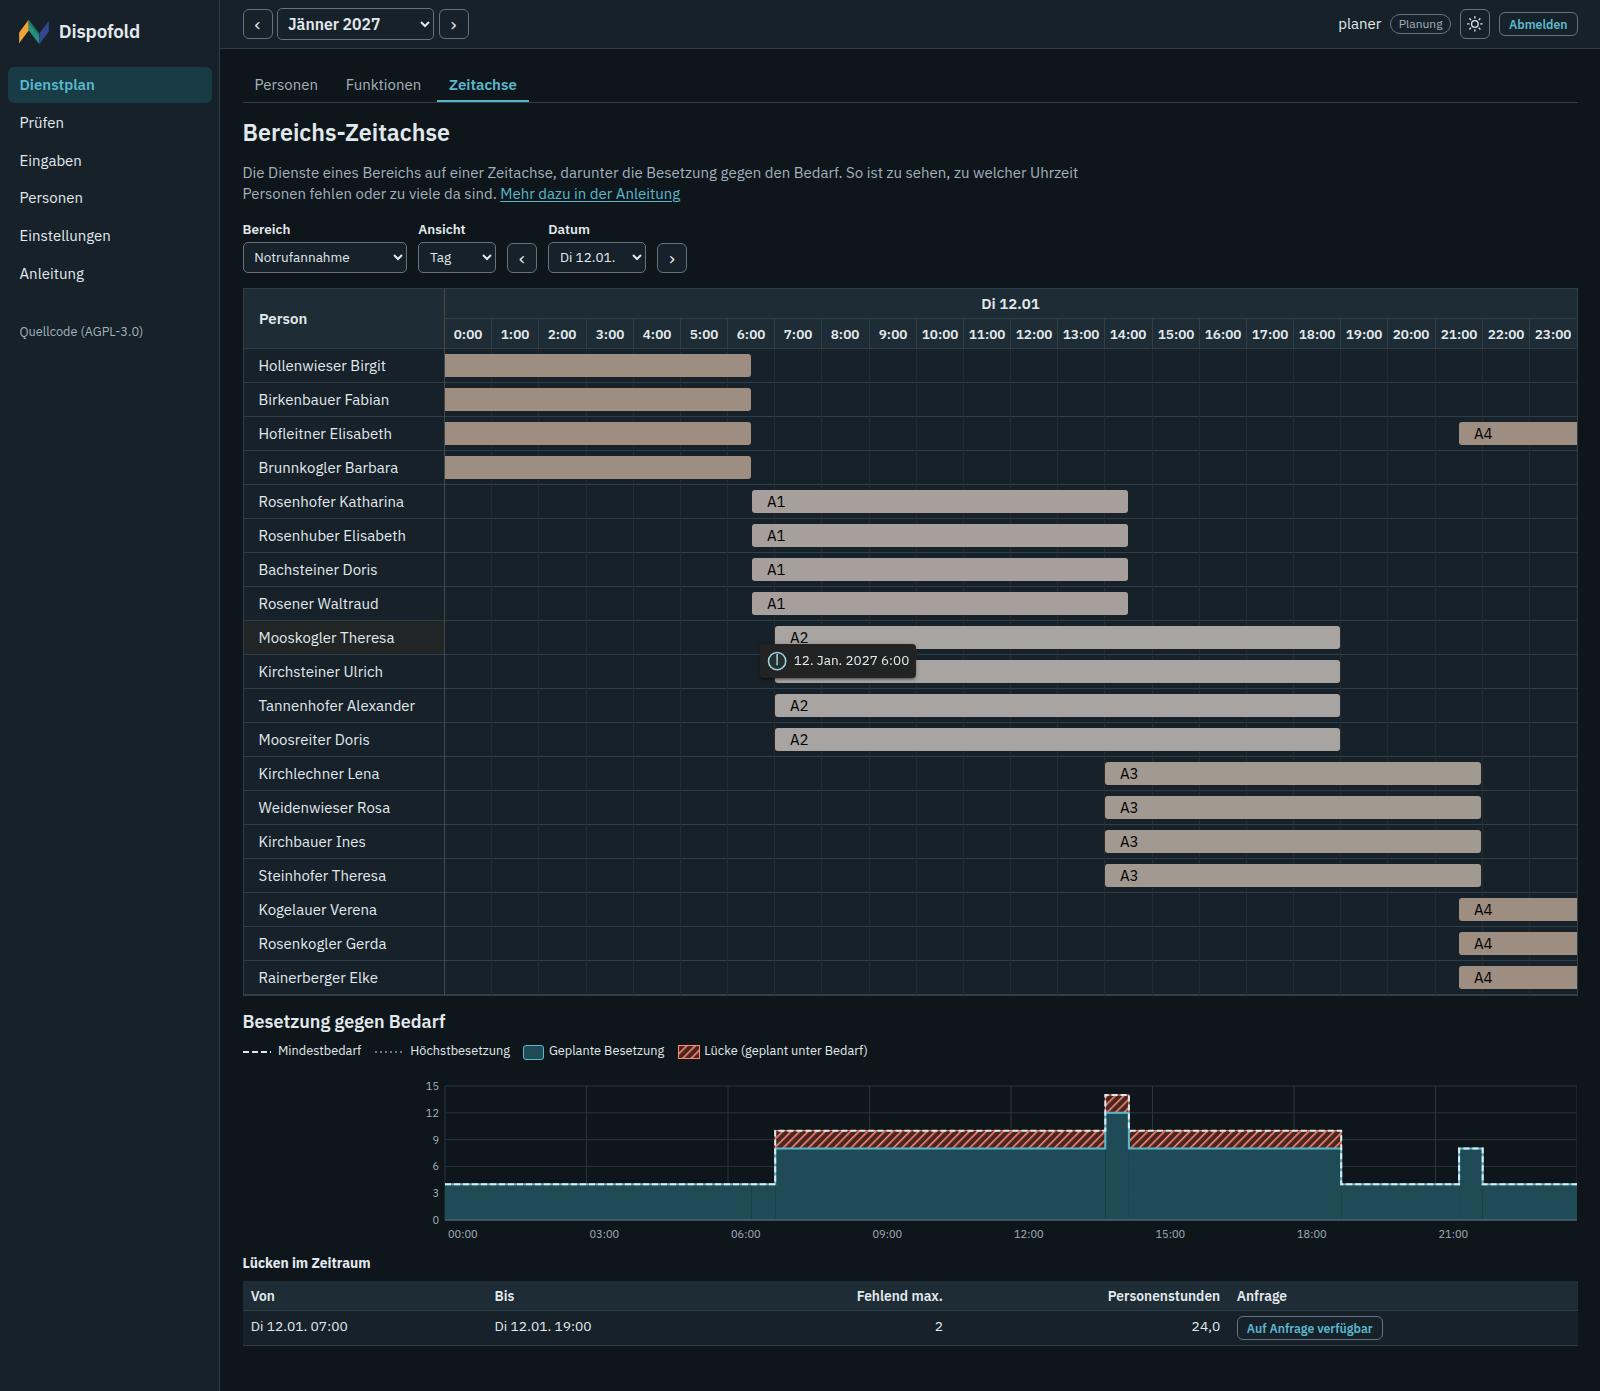 Dispofold
‹ Jänner 2027 ›
planer Planung Abmelden
Dienstplan
Prüfen
Eingaben
Personen
Einstellungen
Anleitung
Quellcode (AGPL-3.0)
Personen Funktionen Zeitachse
Bereichs-Zeitachse
Die Dienste eines Bereichs auf einer Zeitachse, darunter die Besetzung gegen den Bedarf. So ist zu sehen, zu welcher Uhrzeit
Personen fehlen oder zu viele da sind. Mehr dazu in der Anleitung
Bereich Ansicht Datum
Notrufannahme Tag ‹ Di 12.01. ›
Person Di 12.01
0:00 1:00 2:00 3:00 4:00 5:00 6:00 7:00 8:00 9:00 10:00 11:00 12:00 13:00 14:00 15:00 16:00 17:00 18:00 19:00 20:00 21:00 22:00 23:00
Hollenwieser Birgit
Birkenbauer Fabian
Hofleitner Elisabeth A4
Brunnkogler Barbara
Rosenhofer Katharina A1
Rosenhuber Elisabeth A1
Bachsteiner Doris A1
Rosener Waltraud A1
Mooskogler Theresa A2
12. Jan. 2027 6:00
Kirchsteiner Ulrich
Tannenhofer Alexander A2
Moosreiter Doris A2
Kirchlechner Lena A3
Weidenwieser Rosa A3
Kirchbauer Ines A3
Steinhofer Theresa A3
Kogelauer Verena A4
Rosenkogler Gerda A4
Rainerberger Elke A4
Besetzung gegen Bedarf
Mindestbedarf Höchstbesetzung Geplante Besetzung Lücke (geplant unter Bedarf)
15
12
9
6
3
0
00:00 03:00 06:00 09:00 12:00 15:00 18:00 21:00
Lücken im Zeitraum
Von Bis Fehlend max. Personenstunden Anfrage
Di 12.01. 07:00 Di 12.01. 19:00 2 24,0 Auf Anfrage verfügbar